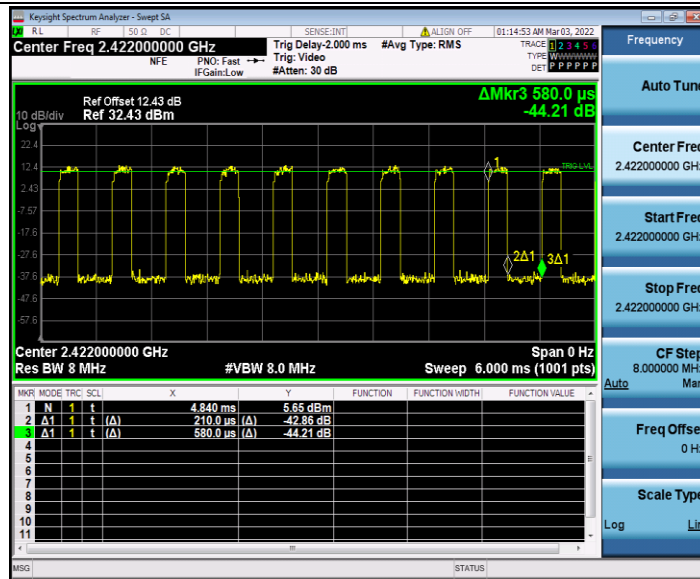 Keysight Spectrum Analyzer - Swept SA
RL RF 50 Ω DC SENSE:INT ALIGN OFF 01:14:53 AM Mar 03, 2022
Center Freq 2.422000000 GHz
NFE
PNO: Fast
IFGain:Low
Trig Delay-2.000 ms
Trig: Video
#Atten: 30 dB
#Avg Type: RMS
TRACE 1 2 3 4 5 6
TYPE WWWWWW
DET P P P P P P
ΔMkr3 580.0 µs
-44.21 dB
Ref Offset 12.43 dB
10 dB/div Ref 32.43 dBm
Log
22.4
12.4
2.43
-7.57
-17.6
-27.6
-37.6
-47.6
-57.6
1
TRIG LVL
2Δ1
3Δ1
Center 2.422000000 GHz Span 0 Hz
Res BW 8 MHz #VBW 8.0 MHz Sweep 6.000 ms (1001 pts)
MKR MODE TRC SCL X Y FUNCTION FUNCTION WIDTH FUNCTION VALUE
1 N 1 t 4.840 ms 5.65 dBm
2 Δ1 1 t (Δ) 210.0 µs (Δ) -42.86 dB
3 Δ1 1 t (Δ) 580.0 µs (Δ) -44.21 dB
4
5
6
7
8
9
10
11
MSG STATUS
Frequency
Auto Tune
Center Freq
2.422000000 GHz
Start Freq
2.422000000 GHz
Stop Freq
2.422000000 GHz
CF Step
8.000000 MHz
Auto Man
Freq Offset
0 Hz
Scale Type
Log Lin